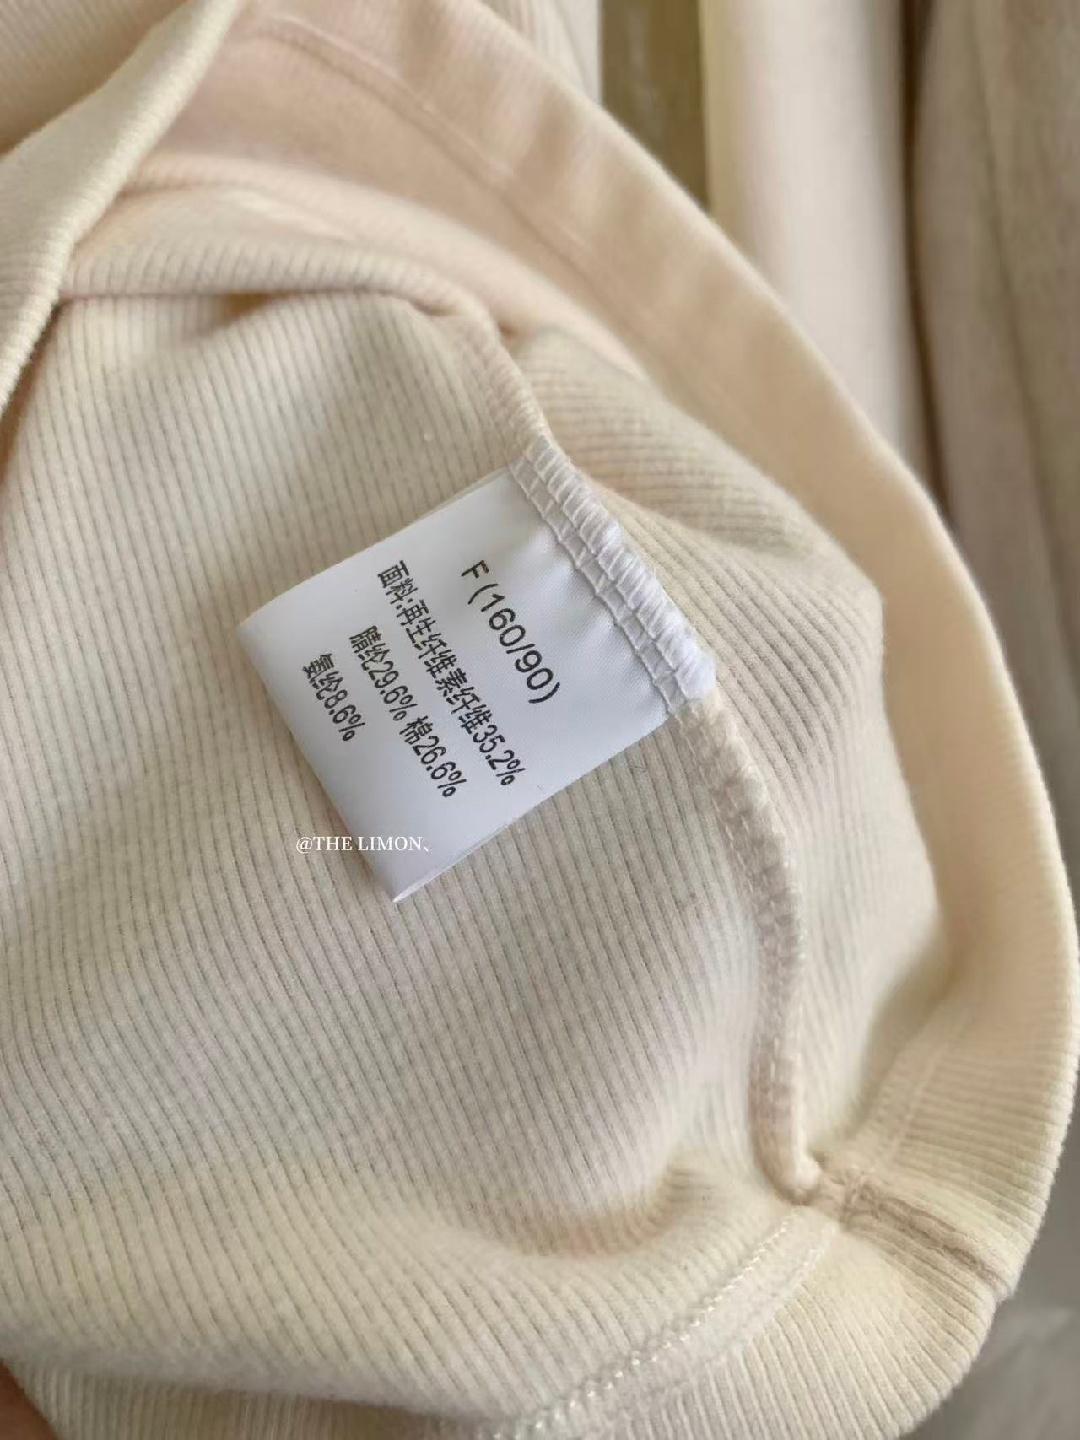 F(160/90)
面料:再生纤维素纤维35.2%
腈纶29.6% 棉26.6%
氨纶8.6%
@THE LIMON、